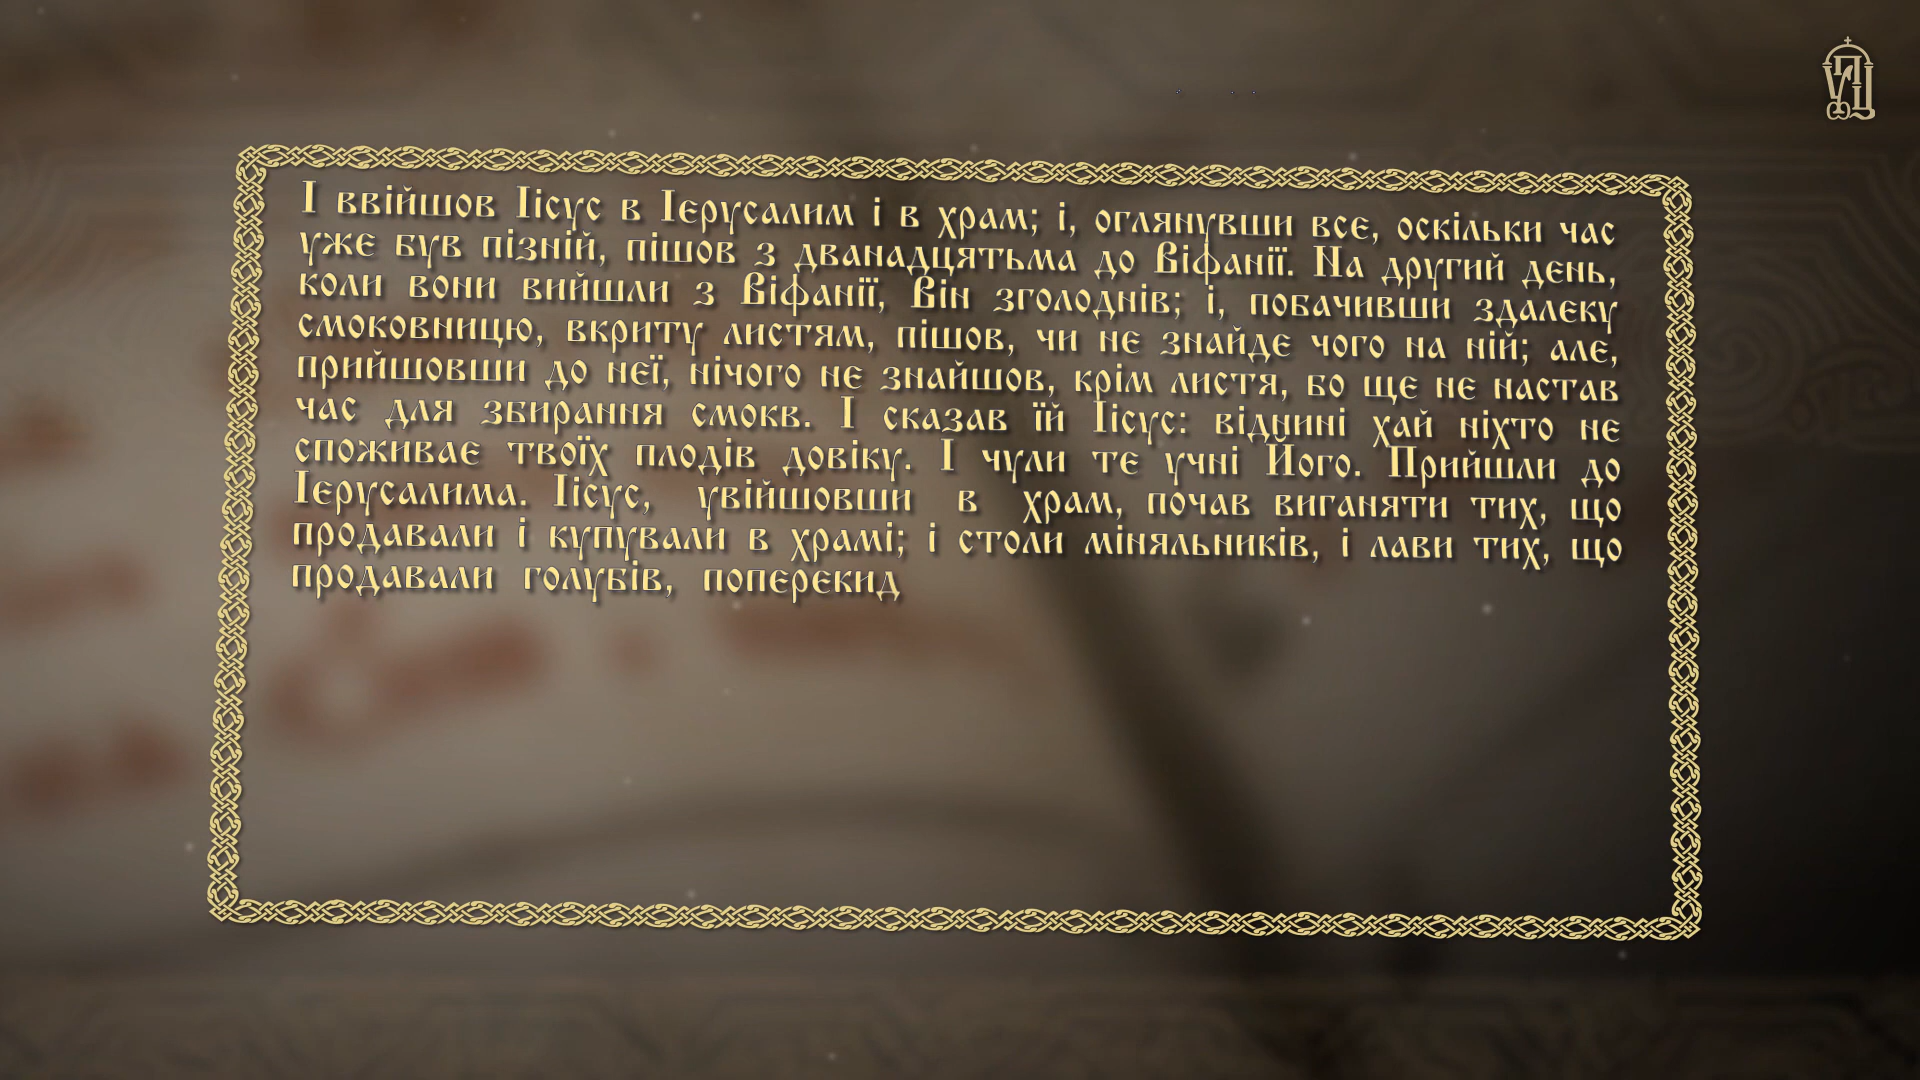 І ввійшов Іісус в Ієрусалим і в храм; і, оглянувши все, оскільки час
уже був пізній, пішов з дванадцятьма до Віфанії. На другий день,
коли вони вийшли з Віфанії, Він зголоднів; і, побачивши здалеку
смоковницю, вкриту листям, пішов, чи не знайде чого на ній; але,
прийшовши до неї, нічого не знайшов, крім листя, бо ще не настав
час для збирання смокв. І сказав їй Іісус: віднині хай ніхто не
споживає твоїх плодів довіку. І чули те учні Його. Прийшли до
Ієрусалима. Іісус, увійшовши в храм, почав виганяти тих, що
продавали і купували в храмі; і столи міняльників, і лави тих, що
продавали голубів, поперекид